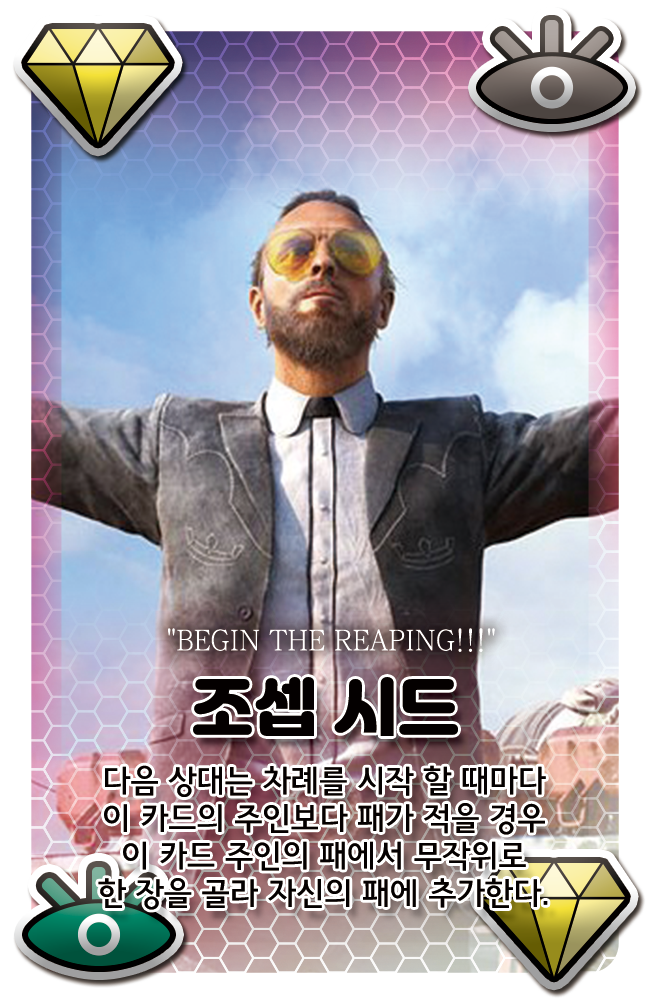 "BEGIN THE REAPING!!!"
조셉 시드
다음 상대는 차례를 시작 할 때마다
이 카드의 주인보다 패가 적을 경우
이 카드 주인의 패에서 무작위로
한 장을 골라 자신의 패에 추가한다.